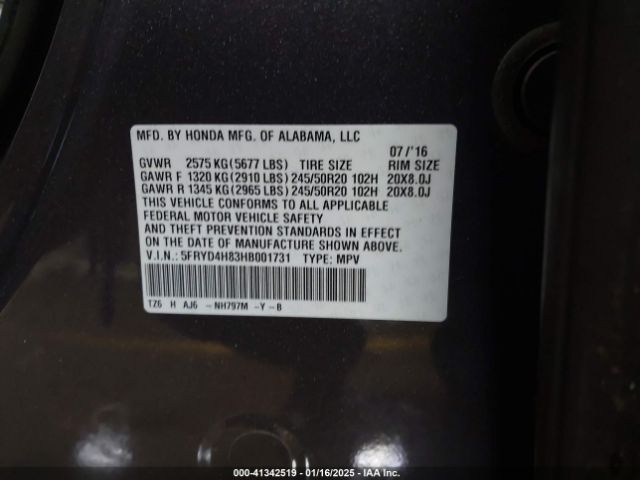 MFD. BY HONDA MFG. OF ALABAMA, LLC
07/'16
GVWR 2575 KG (5677 LBS) TIRE SIZE RIM SIZE
GAWR F 1320 KG (2910 LBS) 245/50R20 102H 20X8.0J
GAWR R 1345 KG (2965 LBS) 245/50R20 102H 20X8.0J
THIS VEHICLE CONFORMS TO ALL APPLICABLE
FEDERAL MOTOR VEHICLE SAFETY
AND THEFT PREVENTION STANDARDS IN EFFECT
ON THE DATE OF MANUFACTURE SHOWN ABOVE.
V.I.N.: 5FRYD4H83HB001731 TYPE: MPV
TZ6 H AJ6 -NH797M -Y-B
000-41342519 | 01/16/2025 | IAA Inc.